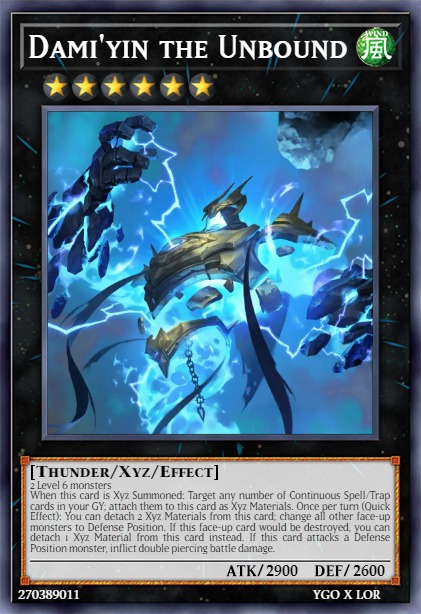 Dami'yin the Unbound
WIND
風
[Thunder/Xyz/Effect]
2 Level 6 monsters
When this card is Xyz Summoned: Target any number of Continuous Spell/Trap
cards in your GY; attach them to this card as Xyz Materials. Once per turn (Quick
Effect): You can detach 2 Xyz Materials from this card; change all other face-up
monsters to Defense Position. If this face-up card would be destroyed, you can
detach 1 Xyz Material from this card instead. If this card attacks a Defense
Position monster, inflict double piercing battle damage.
ATK/2900 DEF/2600
270389011 YGO X LOR